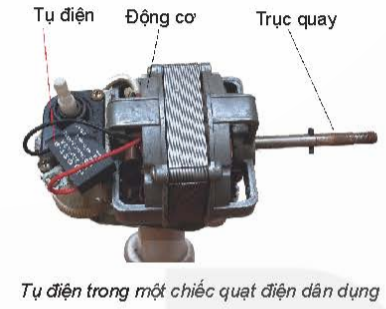 Tụ điện Động cơ Trục quay
Tụ điện trong một chiếc quạt điện dân dụng